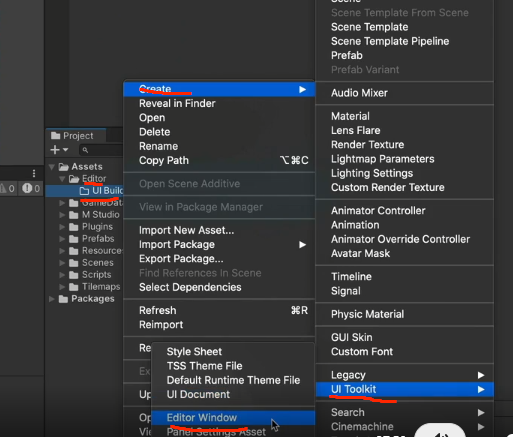 Project
Assets
Editor
UI Buil
GameData
M Studio
Plugins
Prefabs
Resource
Scenes
Scripts
Tilemaps
Packages
0
0
Create
Reveal in Finder
Open
Delete
Rename
Copy Path ⌥⌘C
Open Scene Additive
View in Package Manager
Import New Asset...
Import Package
Export Package...
Find References In Scene
Select Dependencies
Refresh ⌘R
Reimport
Re
Ex
Up
Op
Vie
Style Sheet
TSS Theme File
Default Runtime Theme File
UI Document
Editor Window
Panel Settings Asset
Scene
Scene Template From Scene
Scene Template
Scene Template Pipeline
Prefab
Prefab Variant
Audio Mixer
Material
Lens Flare
Render Texture
Lightmap Parameters
Lighting Settings
Custom Render Texture
Animator Controller
Animation
Animator Override Controller
Avatar Mask
Timeline
Signal
Physic Material
GUI Skin
Custom Font
Legacy
UI Toolkit
Search
Cinemachine